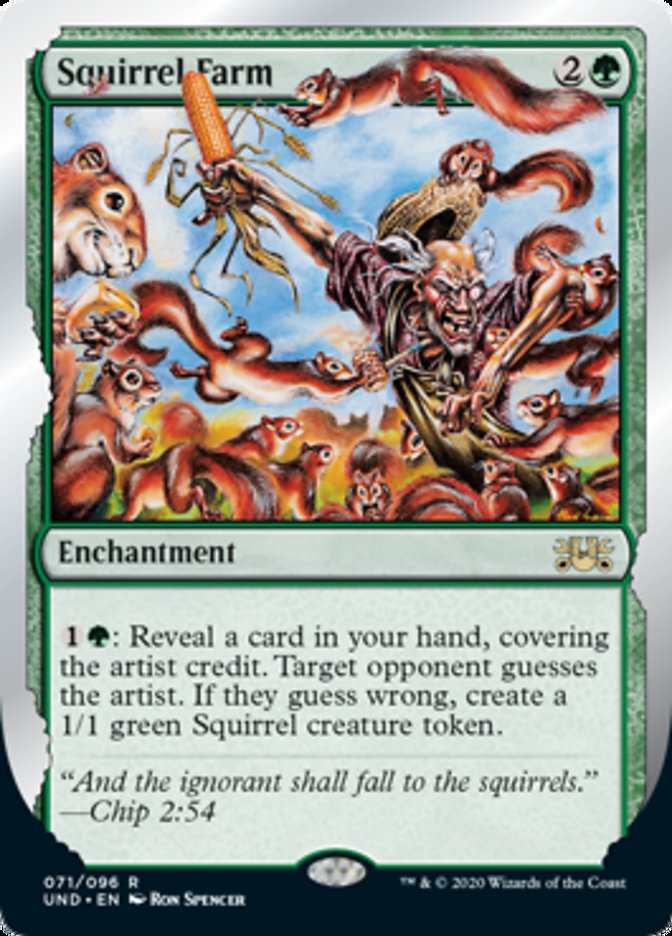 Squirrel Farm 2
Enchantment
1 : Reveal a card in your hand, covering
the artist credit. Target opponent guesses
the artist. If they guess wrong, create a
1/1 green Squirrel creature token.
“And the ignorant shall fall to the squirrels.”
—Chip 2:54
071/096 R
UND • EN Ron Spencer
™ & © 2020 Wizards of the Coast